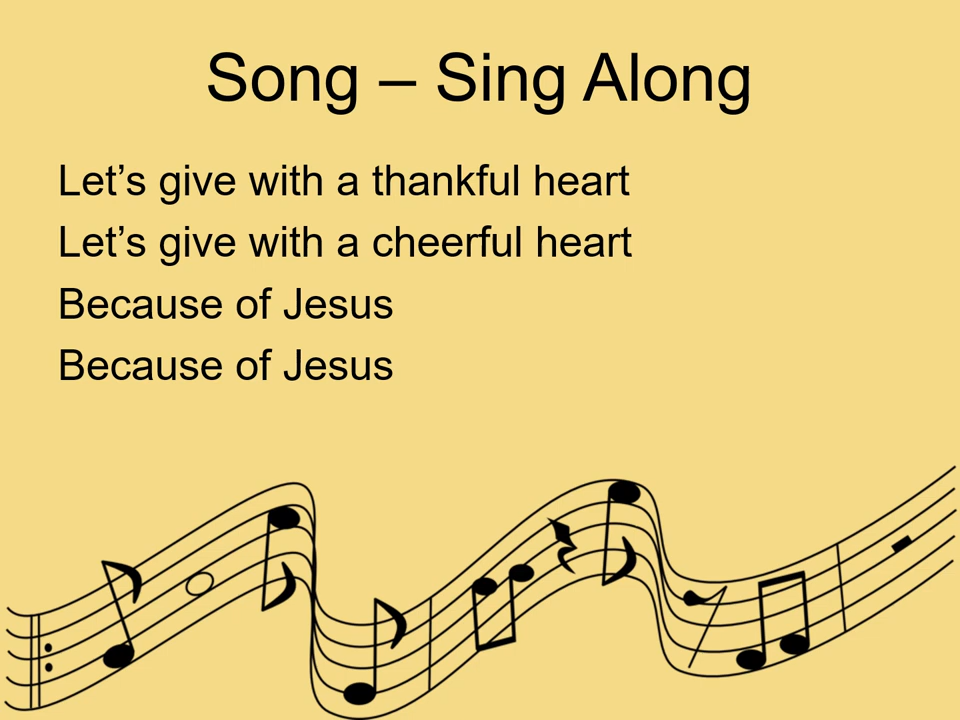 Song – Sing Along
Let’s give with a thankful heart
Let’s give with a cheerful heart
Because of Jesus
Because of Jesus